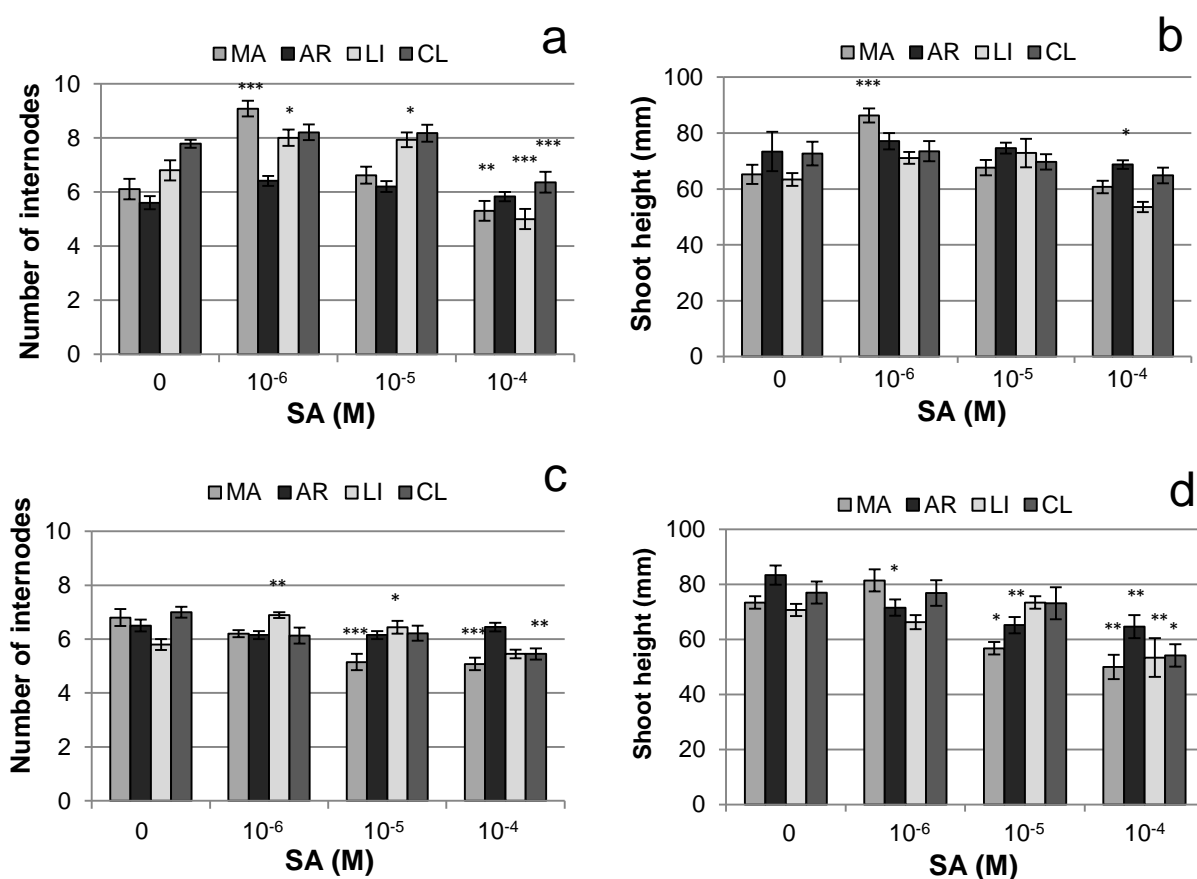 a
MA AR LI CL
Number of internodes
10
8
6
4
2
0
*** * * ** *** ***
0 10⁻⁶ 10⁻⁵ 10⁻⁴
SA (M)
b
MA AR LI CL
Shoot height (mm)
100
80
60
40
20
0
*** *
0 10⁻⁶ 10⁻⁵ 10⁻⁴
SA (M)
c
MA AR LI CL
Number of internodes
10
8
6
4
2
0
** *** * *** **
0 10⁻⁶ 10⁻⁵ 10⁻⁴
SA (M)
d
MA AR LI CL
Shoot height (mm)
100
80
60
40
20
0
* * ** ** ** ** *
0 10⁻⁶ 10⁻⁵ 10⁻⁴
SA (M)